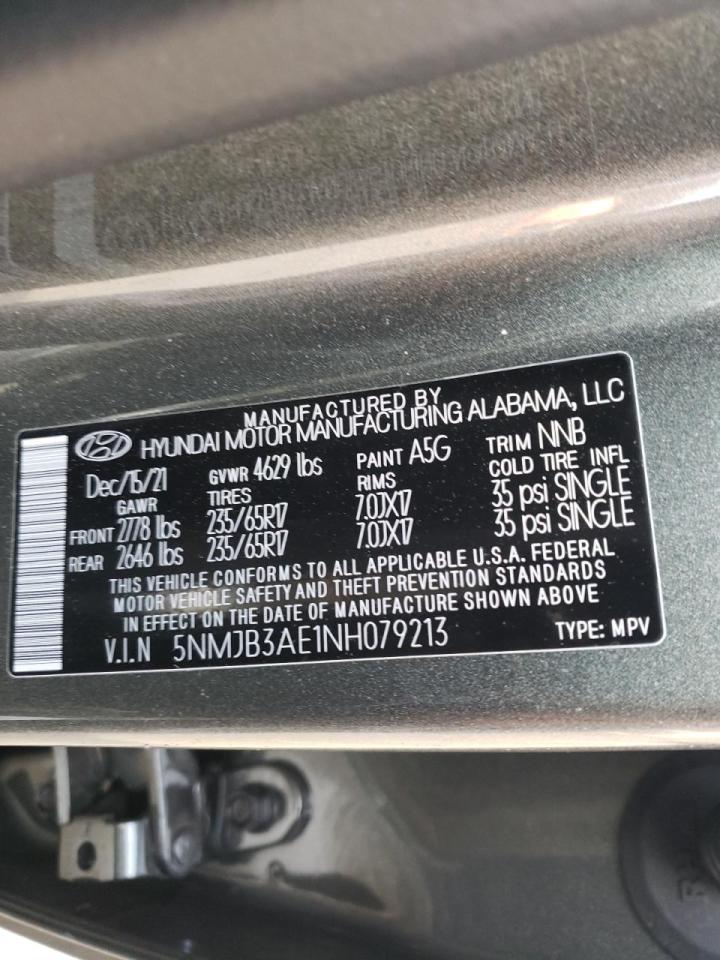 MANUFACTURED BY
HYUNDAI MOTOR MANUFACTURING ALABAMA, LLC
Dec/15/21 GVWR 4629 lbs PAINT A5G TRIM NNB
GAWR TIRES RIMS COLD TIRE INFL
FRONT 2778 lbs 235/65R17 7.0JX17 35 psi SINGLE
REAR 2646 lbs 235/65R17 7.0JX17 35 psi SINGLE
THIS VEHICLE CONFORMS TO ALL APPLICABLE U.S.A. FEDERAL
MOTOR VEHICLE SAFETY AND THEFT PREVENTION STANDARDS
IN EFFECT ON THE DATE OF MANUFACTURE SHOWN ABOVE
V.I.N 5NMJB3AE1NH079213 TYPE: MPV